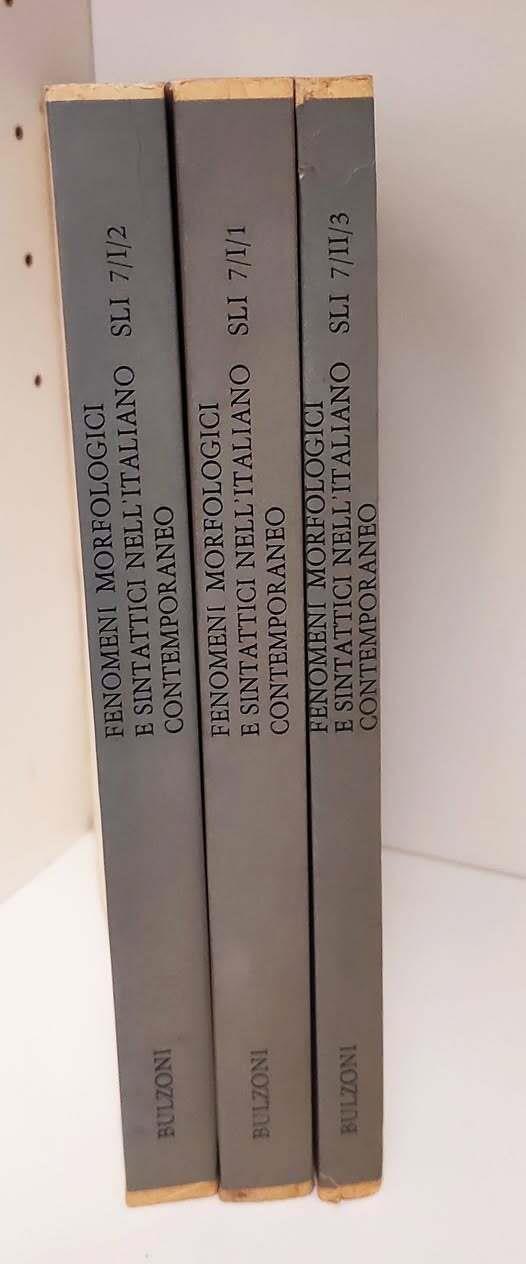 FENOMENI MORFOLOGICI
E SINTATTICI NELL'ITALIANO SLI 7/I/2
CONTEMPORANEO
BULZONI
FENOMENI MORFOLOGICI
E SINTATTICI NELL'ITALIANO SLI 7/I/1
CONTEMPORANEO
BULZONI
FENOMENI MORFOLOGICI
E SINTATTICI NELL'ITALIANO SLI 7/II/3
CONTEMPORANEO
BULZONI